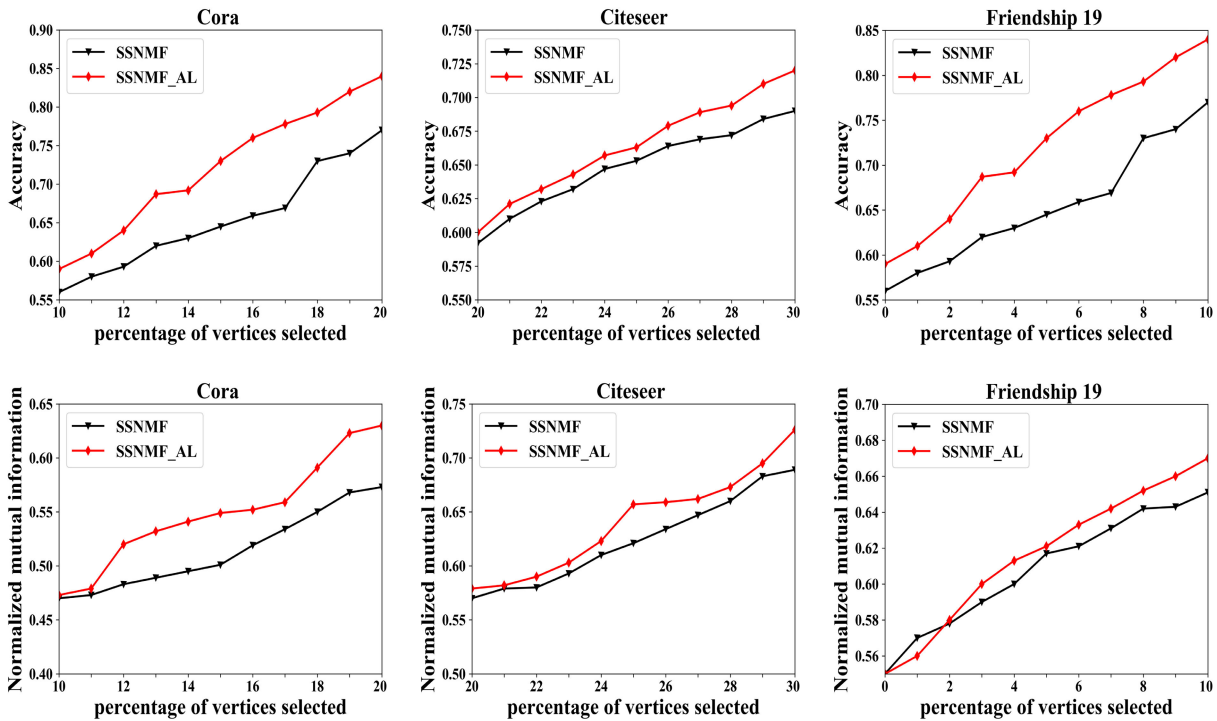 Cora
Accuracy
0.90
0.85
0.80
0.75
0.70
0.65
0.60
0.55
SSNMF
SSNMF_AL
10 12 14 16 18 20
percentage of vertices selected
Citeseer
Accuracy
0.750
0.725
0.700
0.675
0.650
0.625
0.600
0.575
0.550
SSNMF
SSNMF_AL
20 22 24 26 28 30
percentage of vertices selected
Friendship 19
Accuracy
0.85
0.80
0.75
0.70
0.65
0.60
0.55
SSNMF
SSNMF_AL
0 2 4 6 8 10
percentage of vertices selected
Cora
Normalized mutual information
0.65
0.60
0.55
0.50
0.45
0.40
SSNMF
SSNMF_AL
10 12 14 16 18 20
percentage of vertices selected
Citeseer
Normalized mutual information
0.75
0.70
0.65
0.60
0.55
0.50
SSNMF
SSNMF_AL
20 22 24 26 28 30
percentage of vertices selected
Friendship 19
Normalized mutual information
0.70
0.68
0.66
0.64
0.62
0.60
0.58
0.56
SSNMF
SSNMF_AL
0 2 4 6 8 10
percentage of vertices selected